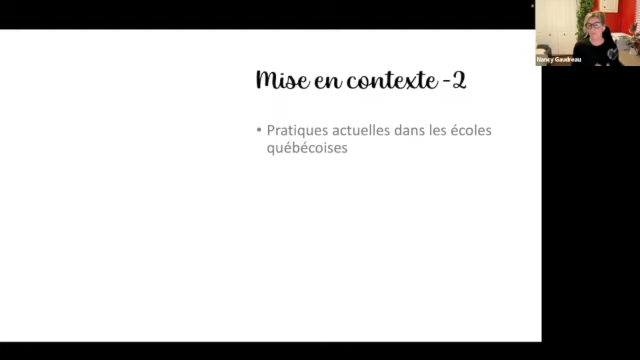 Nancy Gaudreau
Mise en contexte -2
• Pratiques actuelles dans les écoles
québécoises